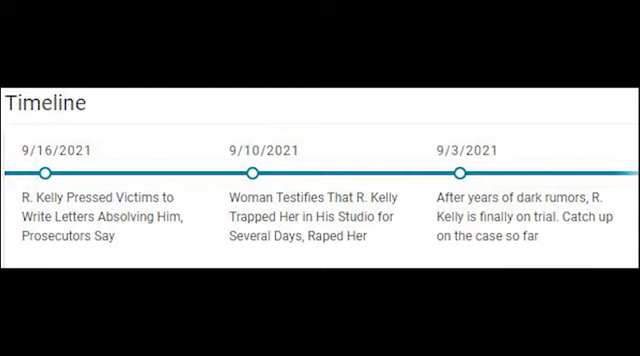 Timeline
9/16/2021
R. Kelly Pressed Victims to
Write Letters Absolving Him,
Prosecutors Say
9/10/2021
Woman Testifies That R. Kelly
Trapped Her in His Studio for
Several Days, Raped Her
9/3/2021
After years of dark rumors, R.
Kelly is finally on trial. Catch up
on the case so far